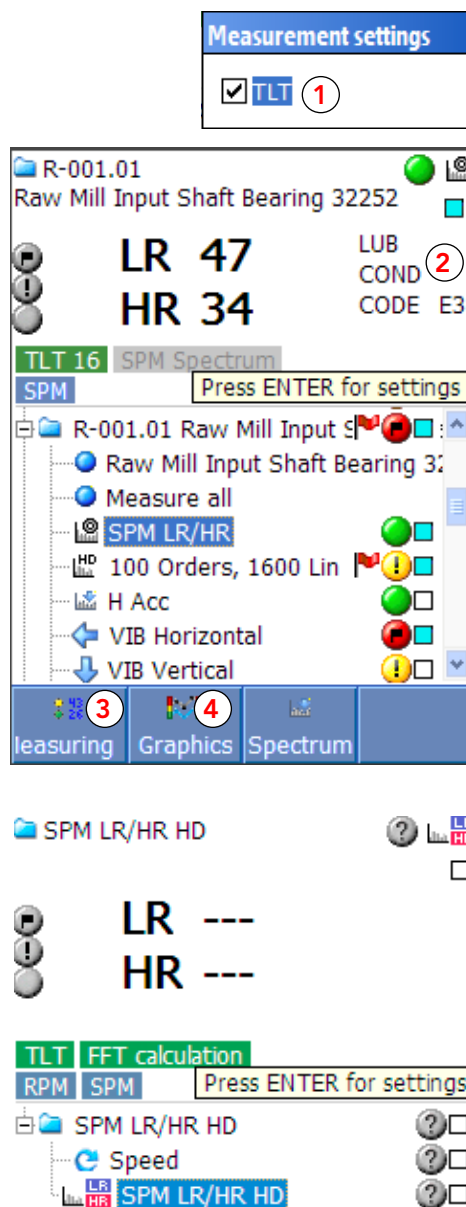 Measurement settings
TLT 1
R-001.01
Raw Mill Input Shaft Bearing 32252
LR 47
HR 34
LUB
COND 2
CODE E3
TLT 16 SPM Spectrum
SPM Press ENTER for settings
R-001.01 Raw Mill Input S
Raw Mill Input Shaft Bearing 32
Measure all
SPM LR/HR
HD 100 Orders, 1600 Lin
H Acc
VIB Horizontal
VIB Vertical
3 4
leasuring Graphics Spectrum
SPM LR/HR HD
LR ---
HR ---
TLT FFT calculation
RPM SPM Press ENTER for settings
SPM LR/HR HD
Speed
LR HR SPM LR/HR HD